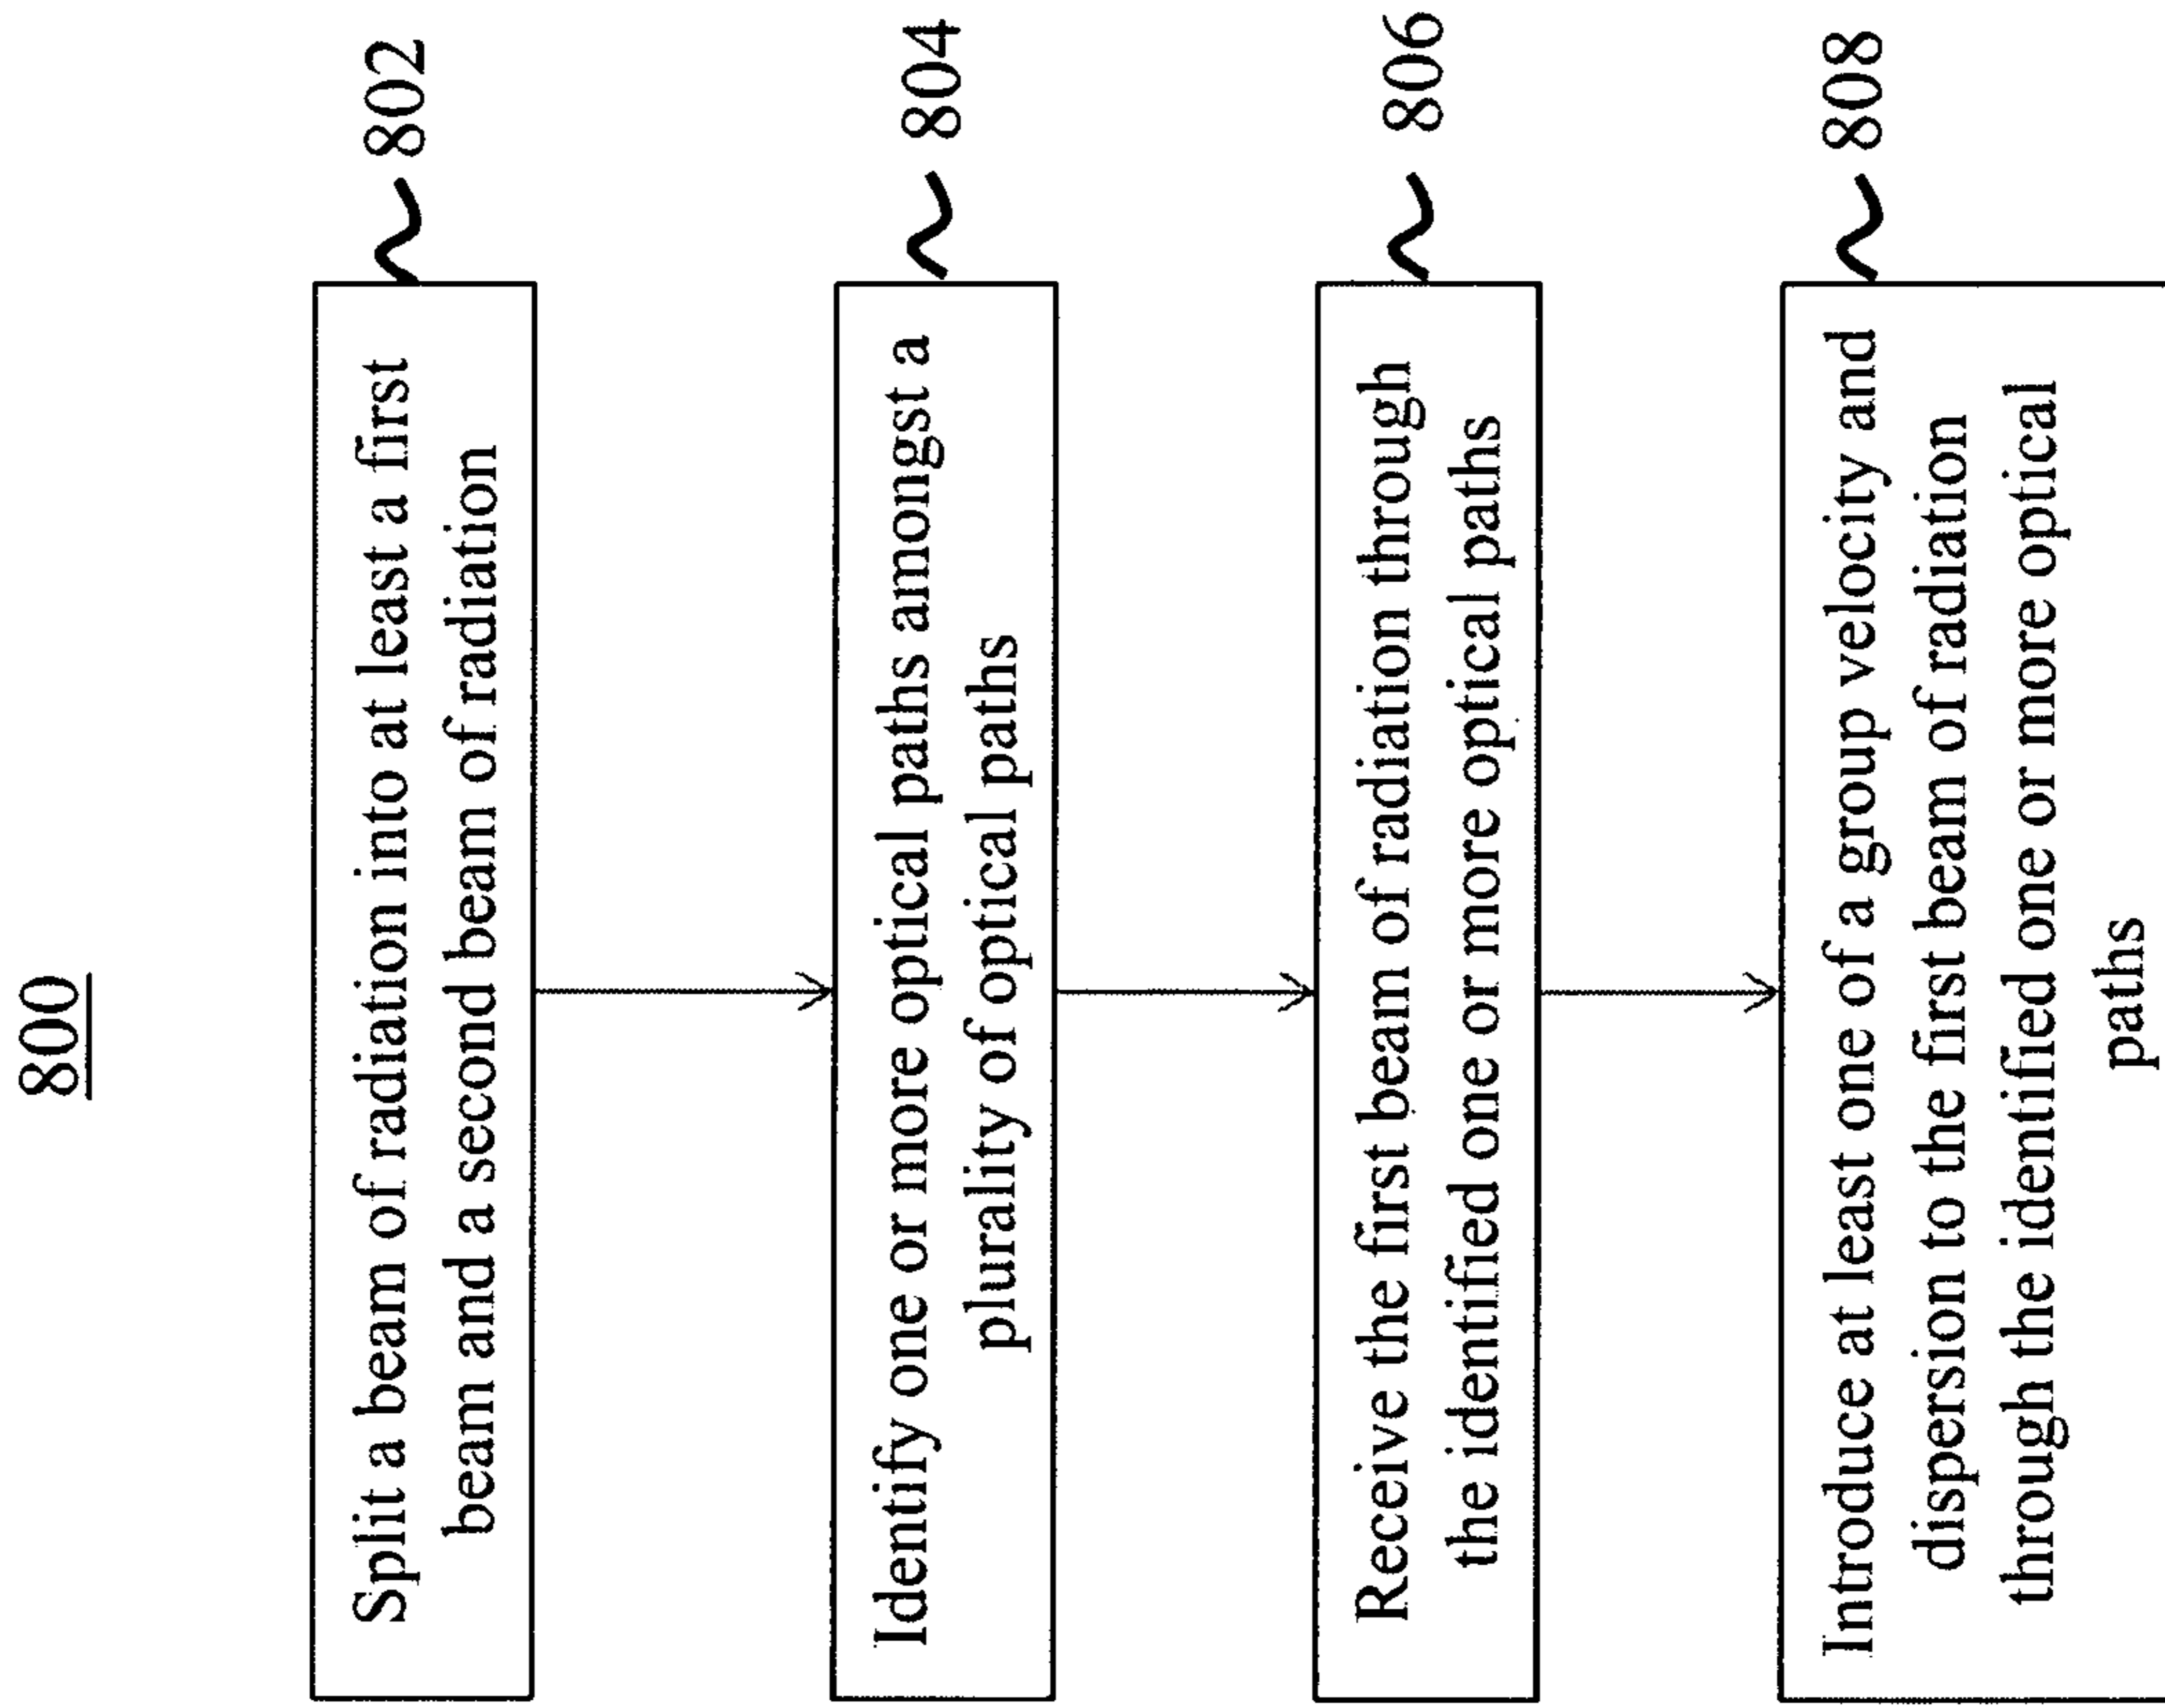 800
Split a beam of radiation into at least a first
beam and a second beam of radiation
802
Identify one or more optical paths amongst a
plurality of optical paths
804
Receive the first beam of radiation through
the identified one or more optical paths
806
Introduce at least one of a group velocity and
dispersion to the first beam of radiation
through the identified one or more optical
paths
808